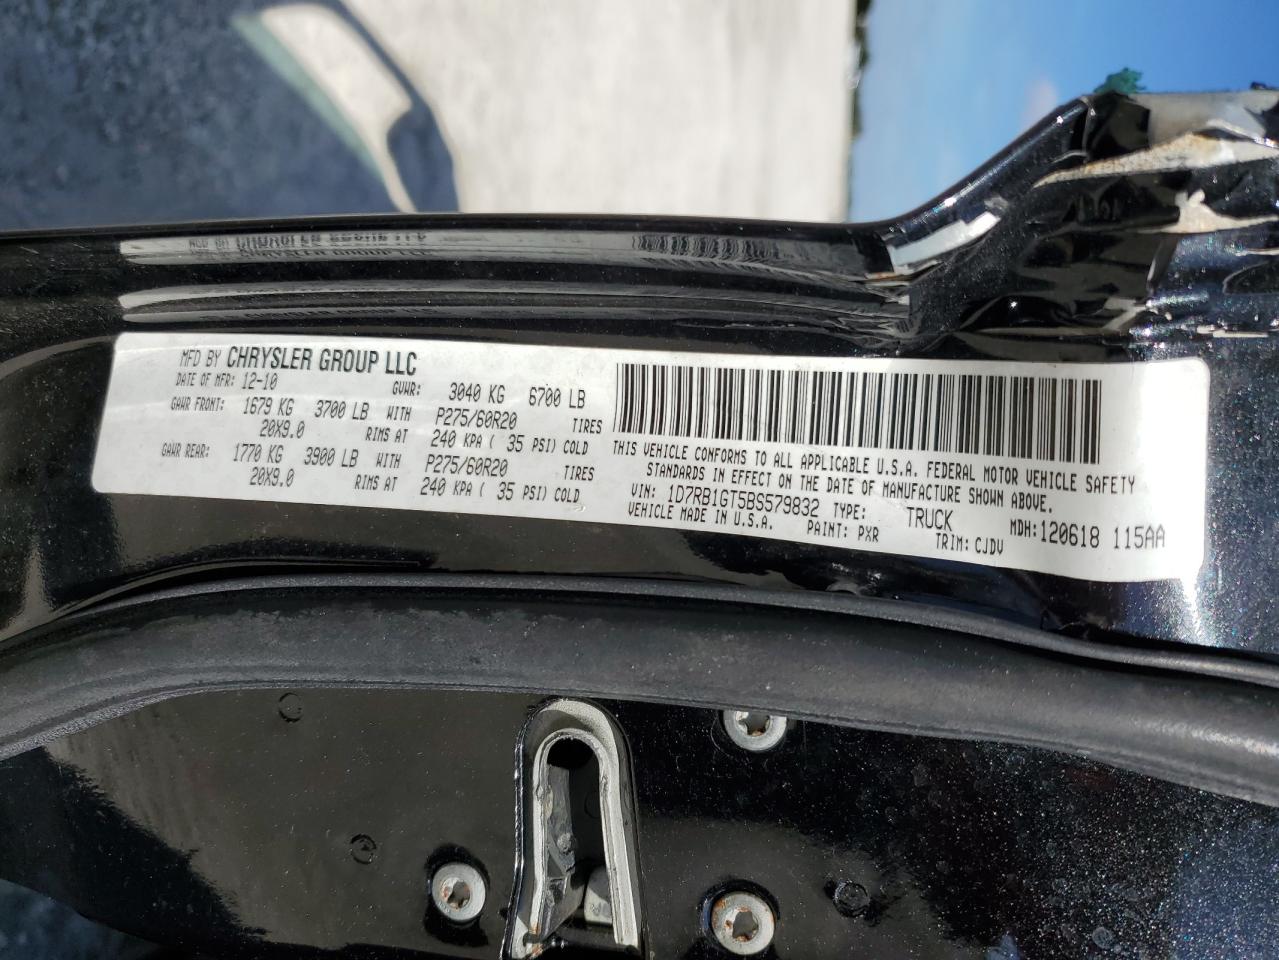 MFD BY CHRYSLER GROUP LLC
DATE OF MFR: 12-10 GVWR: 3040 KG 6700 LB
GAWR FRONT: 1679 KG 3700 LB WITH P275/60R20 TIRES
20X9.0 RIMS AT 240 KPA ( 35 PSI) COLD
GAWR REAR: 1770 KG 3900 LB WITH P275/60R20 TIRES
20X9.0 RIMS AT 240 KPA ( 35 PSI) COLD
THIS VEHICLE CONFORMS TO ALL APPLICABLE U.S.A. FEDERAL MOTOR VEHICLE SAFETY
STANDARDS IN EFFECT ON THE DATE OF MANUFACTURE SHOWN ABOVE.
VIN: 1D7RB1GT5BS579832 TYPE: TRUCK MDH:120618 115AA
VEHICLE MADE IN U.S.A. PAINT: PXR TRIM: CJDV